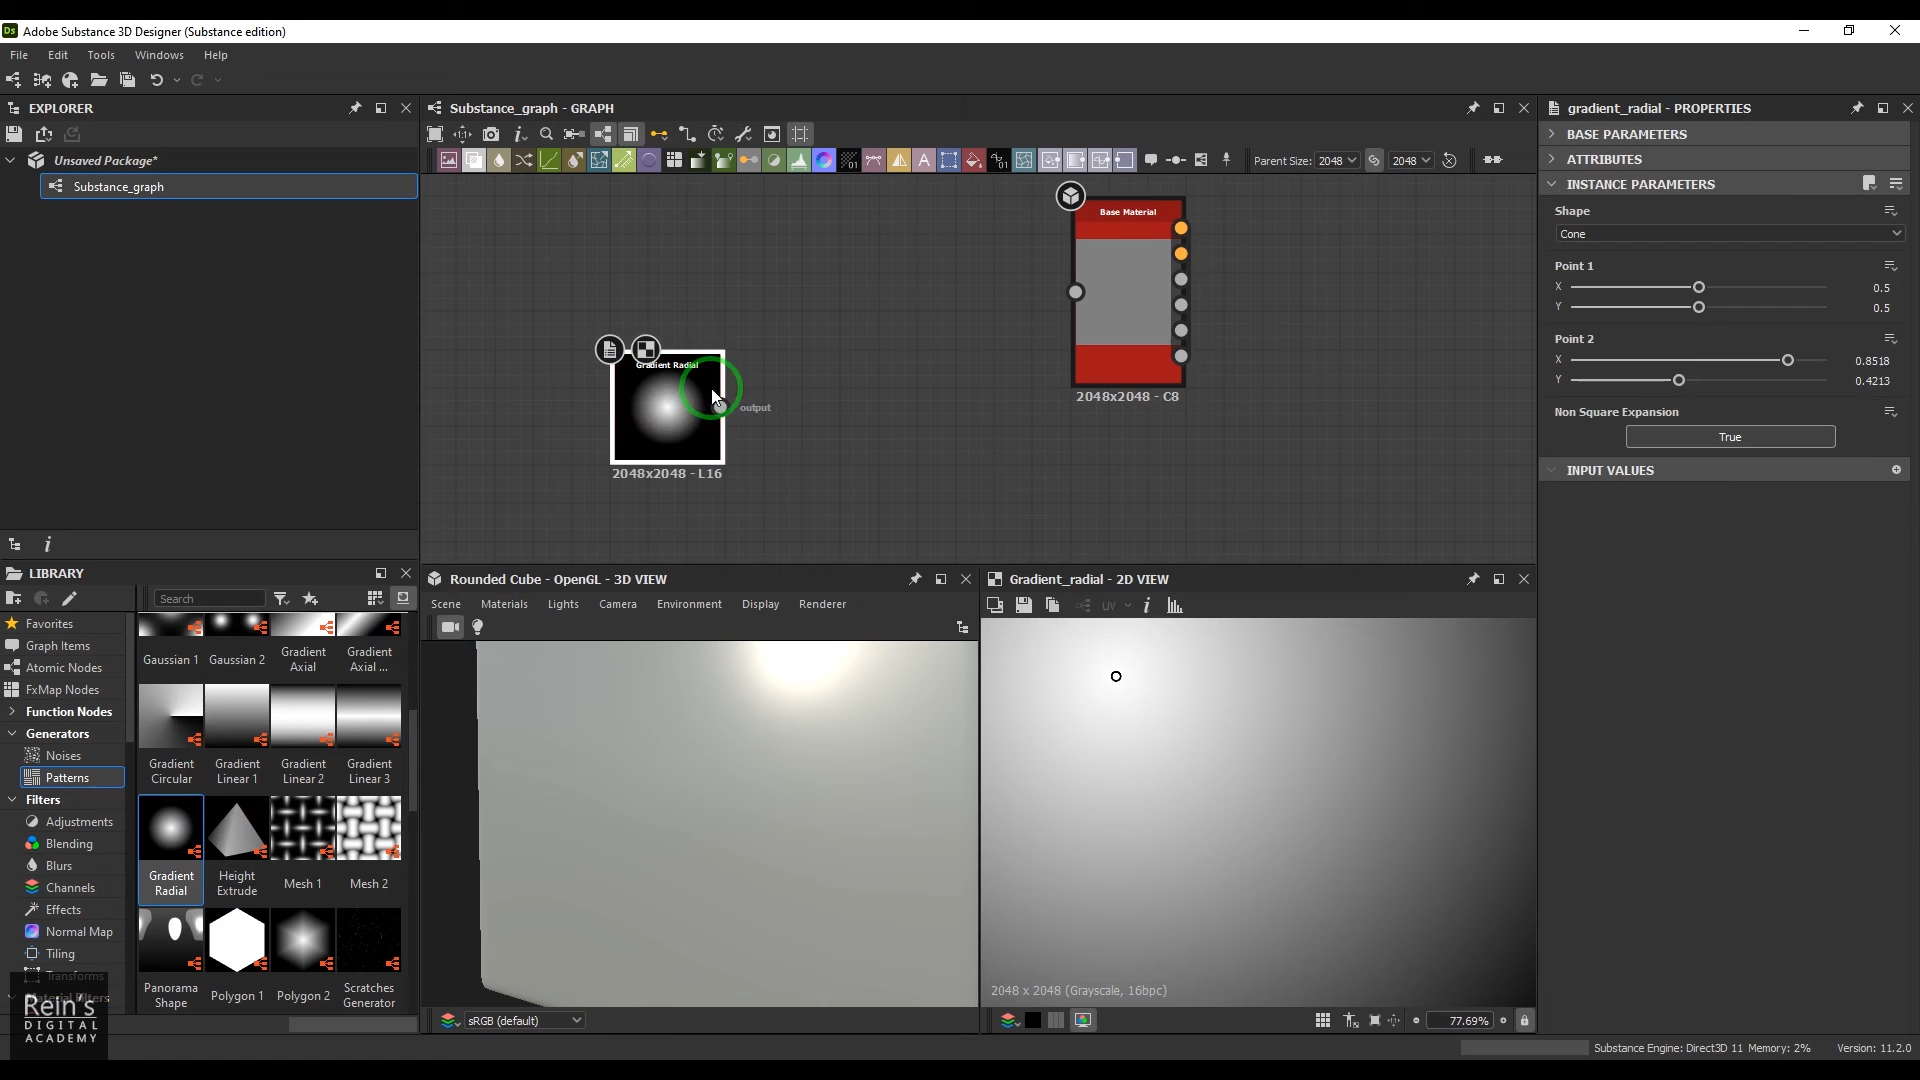 Ds Adobe Substance 3D Designer (Substance edition)
File Edit Tools Windows Help
EXPLORER
Unsaved Package*
Substance_graph
Substance_graph - GRAPH
Parent Size: 2048 2048
Base Material
2048x2048 - C8
Gradient Radial
output
2048x2048 - L16
gradient_radial - PROPERTIES
BASE PARAMETERS
ATTRIBUTES
INSTANCE PARAMETERS
Shape
Cone
Point 1
X 0.5
Y 0.5
Point 2
X 0.8518
Y 0.4213
Non Square Expansion
True
INPUT VALUES
LIBRARY
Search
Favorites
Graph Items
Atomic Nodes
FxMap Nodes
Function Nodes
Generators
Noises
Patterns
Filters
Adjustments
Blending
Blurs
Channels
Effects
Normal Map
Tiling
Transforms
Material Filters
Gaussian 1 Gaussian 2 Gradient Axial Gradient Axial ...
Gradient Circular Gradient Linear 1 Gradient Linear 2 Gradient Linear 3
Gradient Radial Height Extrude Mesh 1 Mesh 2
Panorama Shape Polygon 1 Polygon 2 Scratches Generator
Rein's
DIGITAL
ACADEMY
Rounded Cube - OpenGL - 3D VIEW
Scene Materials Lights Camera Environment Display Renderer
sRGB (default)
Gradient_radial - 2D VIEW
UV
2048 x 2048 (Grayscale, 16bpc)
77.69%
Substance Engine: Direct3D 11 Memory: 2% Version: 11.2.0